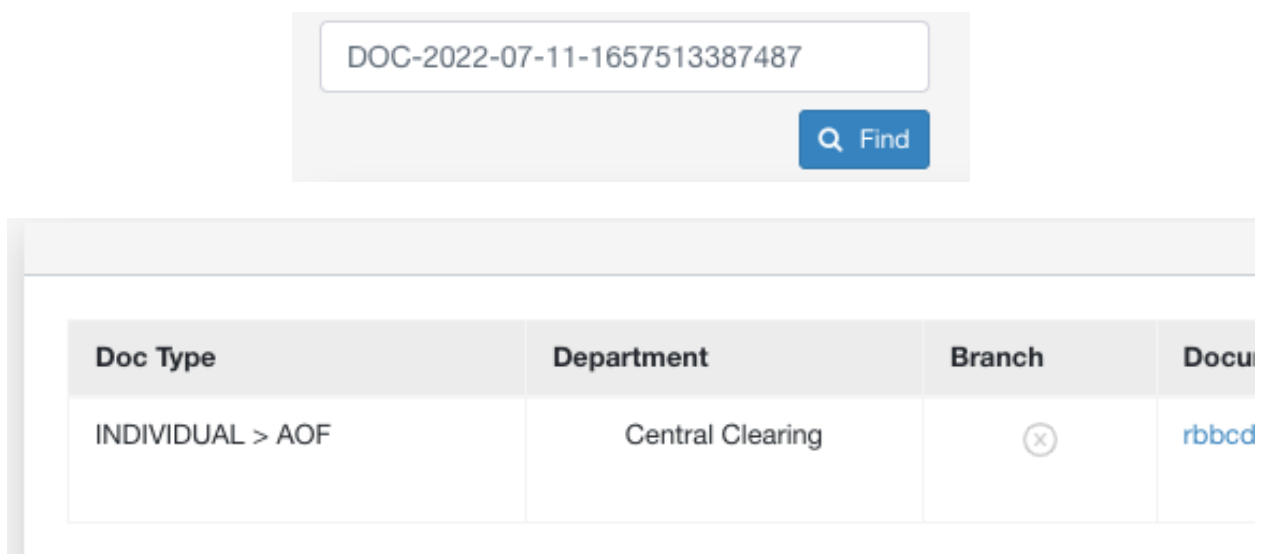 DOC-2022-07-11-1657513387487
Find
Doc Type Department Branch
INDIVIDUAL > AOF Central Clearing